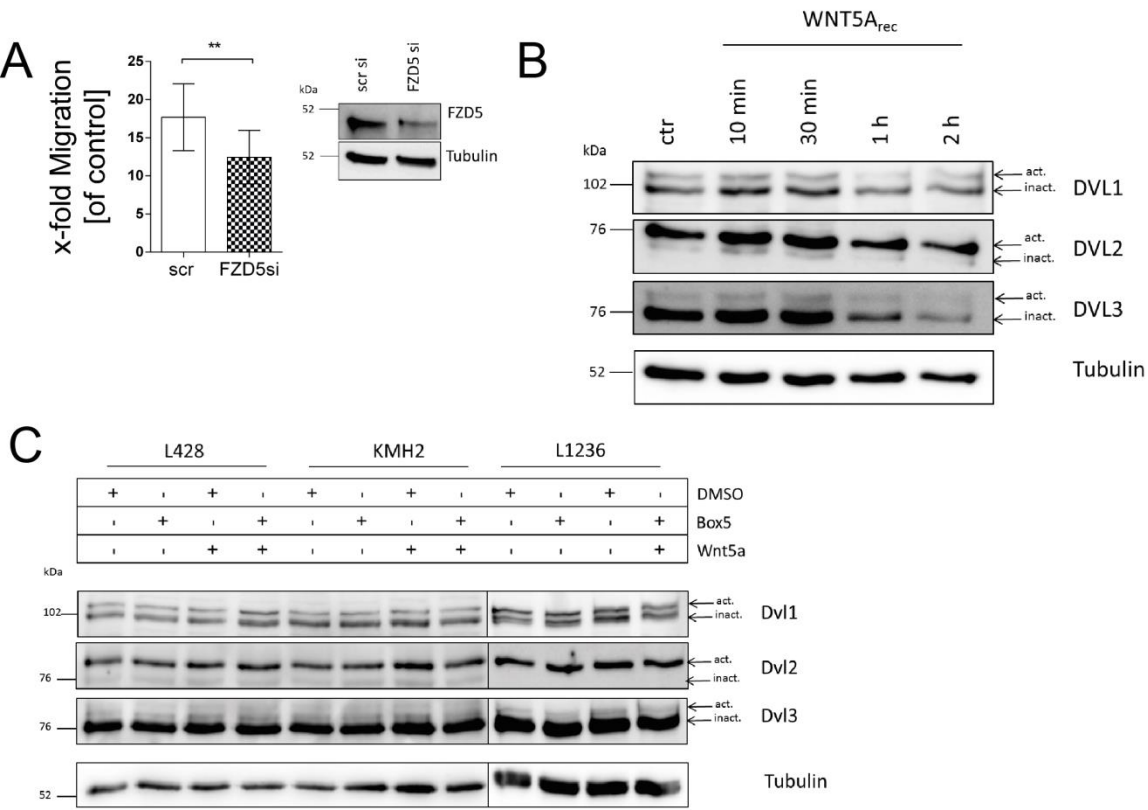 A
x-fold Migration
[of control]
25
20
15
10
5
0
**
scr
FZD5si
scr si
FZD5 si
kDa
52
FZD5
52
Tubulin
B
WNT5Arec
ctr
10 min
30 min
1 h
2 h
kDa
102
act.
inact.
DVL1
76
act.
inact.
DVL2
76
act.
inact.
DVL3
52
Tubulin
C
L428 KMH2 L1236
+ - + - + - + - + - + - DMSO
- + - + - + - + - + - + Box5
- - + + - - + + - - - + Wnt5a
kDa
102
act.
inact.
Dvl1
76
act.
inact.
Dvl2
76
act.
inact.
Dvl3
52
Tubulin